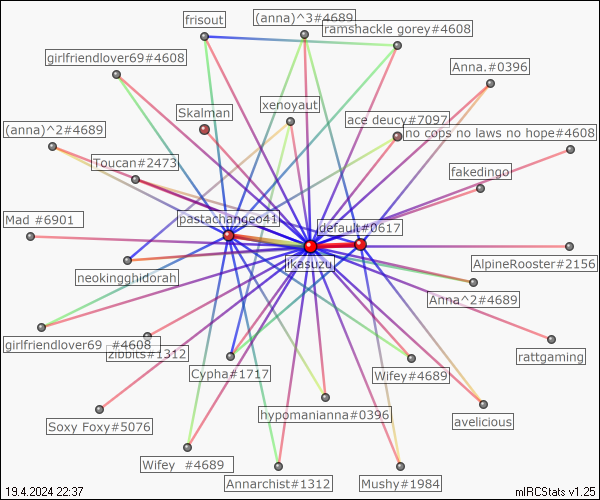 frisout
(anna)^3#4689
ramshackle gorey#4608
girlfriendlover69#4608
Anna.#0396
Skalman
xenoyaut
ace deucy#7097
no cops no laws no hope#4608
(anna)^2#4689
Toucan#2473
fakedingo
Mad #6901
pastachangeo41
default#0617
ikasuzu
neokingghidorah
AlpineRooster#2156
Anna^2#4689
girlfriendlover69 #4608
zibbits#1312
rattgaming
Cypha#1717
Wifey#4689
hypomanianna#0396
avelicious
Soxy Foxy#5076
Wifey #4689
Annarchist#1312
Mushy#1984
19.4.2024 22:37
mIRCStats v1.25